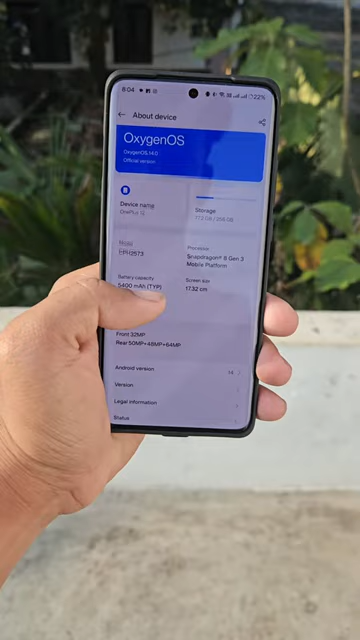 8:04
22%
About device
OxygenOS
OxygenOS 14.0
Official version
Device name
OnePlus 12
Storage
Model
Processor
Snapdragon® 8 Gen 3
Mobile Platform
Battery capacity
5400 mAh (TYP)
Screen size
17.32 cm
Front 32MP
Rear 50MP+48MP+64MP
Android version
14
Version
Legal information
Status